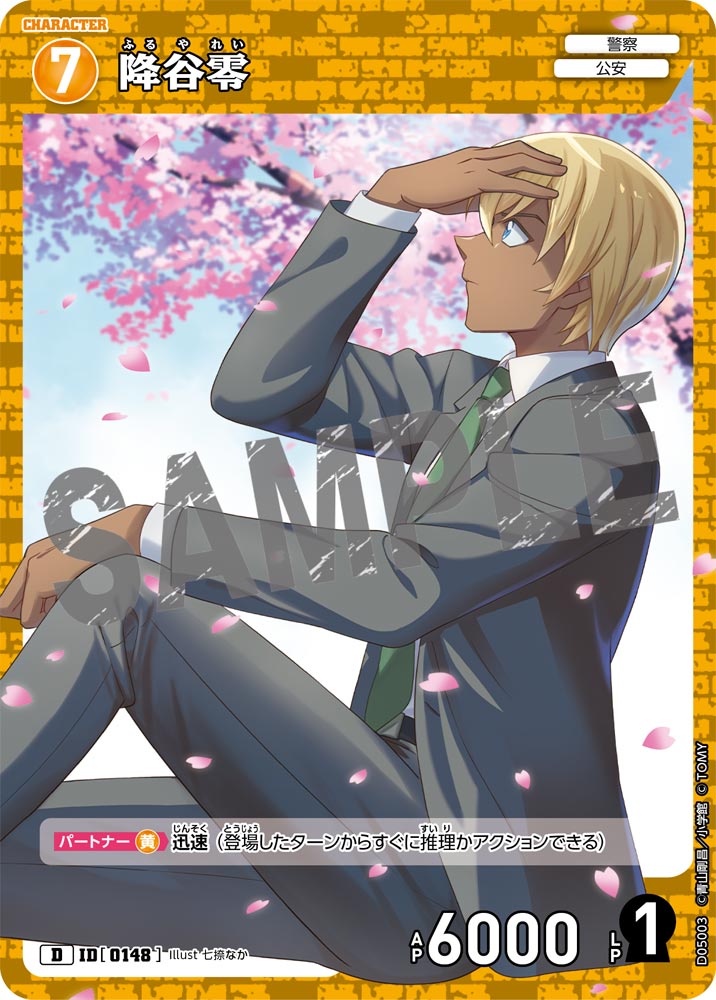 CHARACTER
7
ふるやれい
降谷零
警察
公安
SAMPLE
じんそく とうじょう すいり
パートナー 黄 迅速（登場したターンからすぐに推理かアクションできる）
AP 6000 LP 1
D ID[0148] Illust 七捺なか
D05003 ©青山剛昌／小学館 ©TOMY